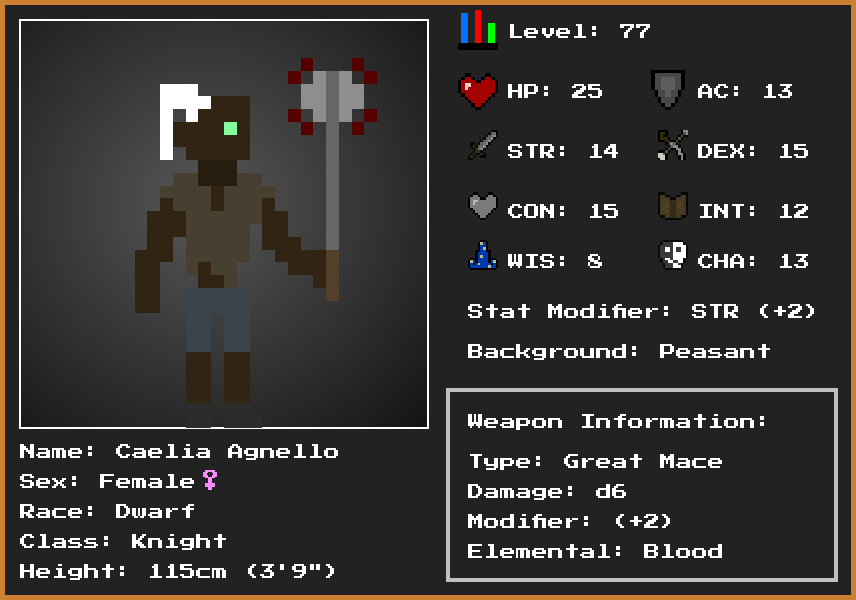 Level: 77
HP: 25
AC: 13
STR: 14
DEX: 15
CON: 15
INT: 12
WIS: 8
CHA: 13
Stat Modifier: STR (+2)
Background: Peasant
Weapon Information:
Type: Great Mace
Damage: d6
Modifier: (+2)
Elemental: Blood
Name: Caelia Agnello
Sex: Female♀
Race: Dwarf
Class: Knight
Height: 115cm (3'9")